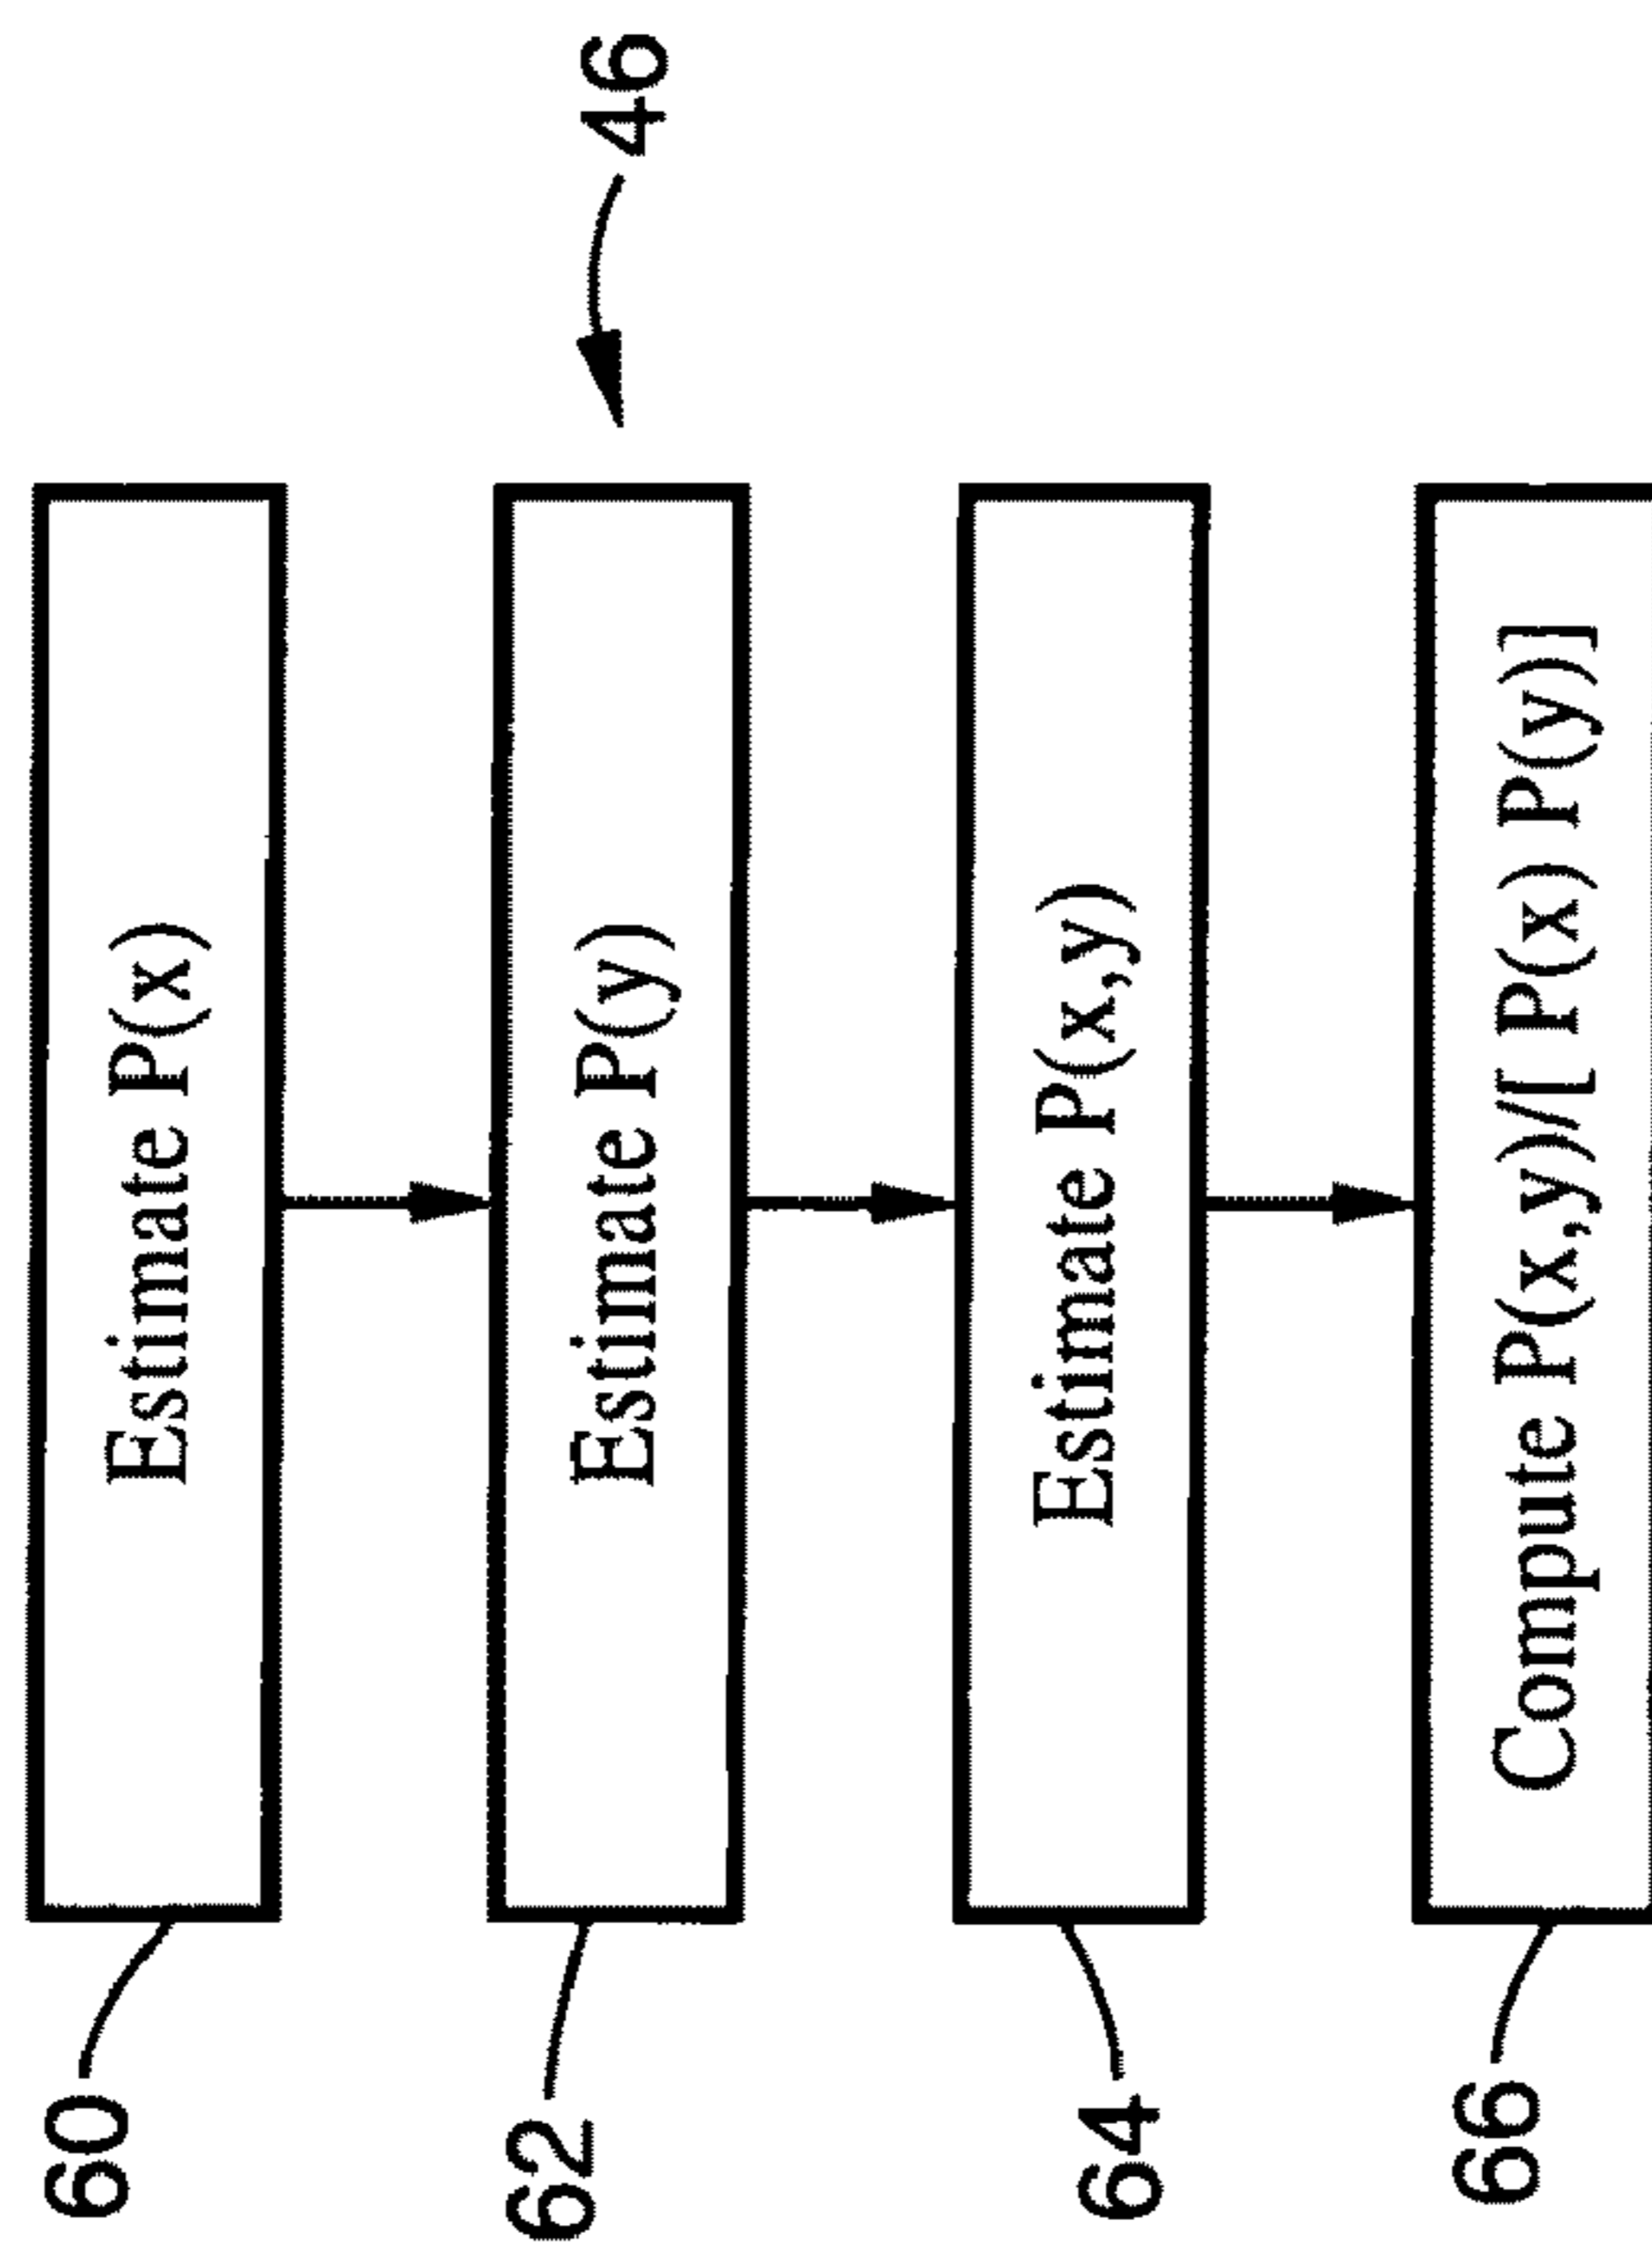 46
60
Estimate P(x)
62
Estimate P(y)
64
Estimate P(x,y)
66
Compute P(x,y)/[ P(x) P(y)]